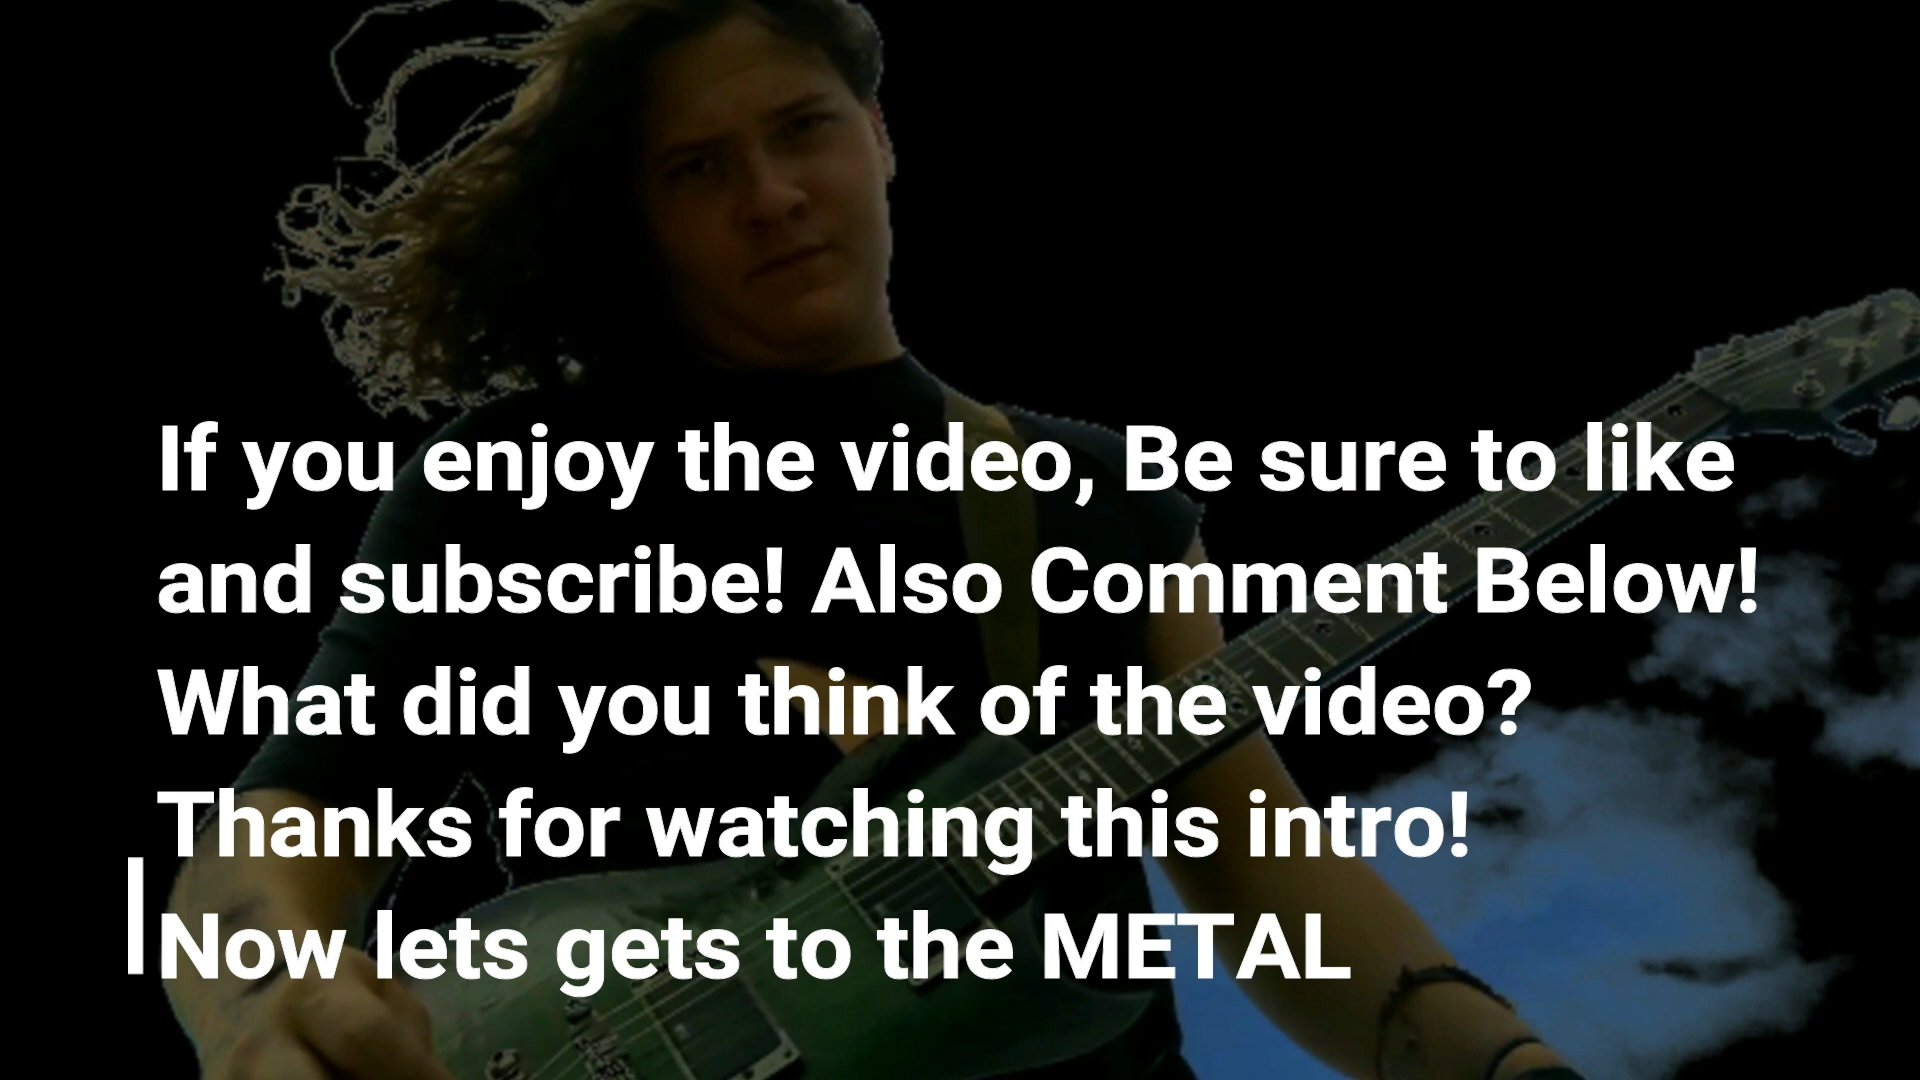 If you enjoy the video, Be sure to like
and subscribe! Also Comment Below!
What did you think of the video?
Thanks for watching this intro!
Now lets gets to the METAL